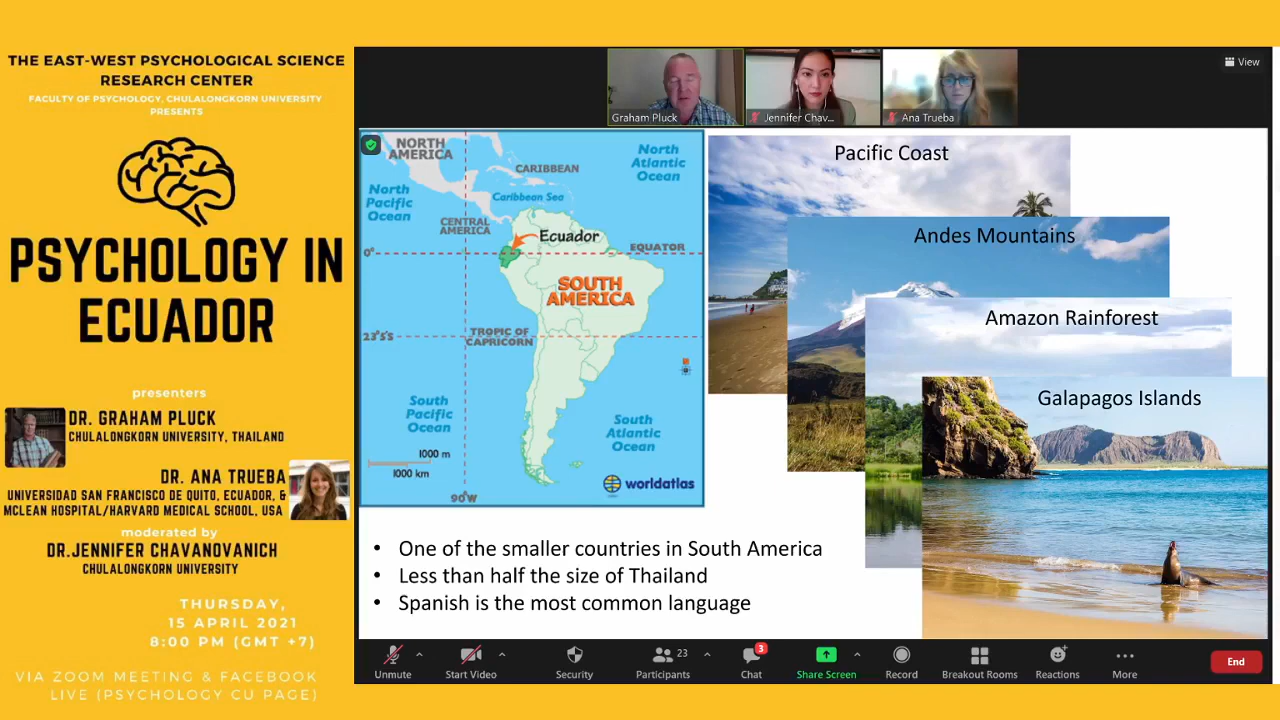 THE EAST-WEST PSYCHOLOGICAL SCIENCE
RESEARCH CENTER
FACULTY OF PSYCHOLOGY, CHULALONGKORN UNIVERSITY
PRESENTS
PSYCHOLOGY IN
ECUADOR
presenters
DR. GRAHAM PLUCK
CHULALONGKORN UNIVERSITY, THAILAND
DR. ANA TRUEBA
UNIVERSIDAD SAN FRANCISCO DE QUITO, ECUADOR, &
MCLEAN HOSPITAL/HARVARD MEDICAL SCHOOL, USA
moderated by
DR.JENNIFER CHAVANOVANICH
CHULALONGKORN UNIVERSITY
THURSDAY,
15 APRIL 2021
8:00 PM (GMT +7)
VIA ZOOM MEETING & FACEBOOK
LIVE (PSYCHOLOGY CU PAGE)
Graham Pluck
Jennifer Chav...
Ana Trueba
View
NORTH
AMERICA
North
Atlantic
Ocean
CARIBBEAN
Caribbean Sea
North
Pacific
Ocean
CENTRAL
AMERICA
Ecuador
EQUATOR
0°
SOUTH
AMERICA
TROPIC OF
CAPRICORN
23°5'S
South
Pacific
Ocean
South
Atlantic
Ocean
1000 m
1000 km
90°W
worldatlas
Pacific Coast
Andes Mountains
Amazon Rainforest
Galapagos Islands
• One of the smaller countries in South America
• Less than half the size of Thailand
• Spanish is the most common language
Unmute
Start Video
Security
Participants
23
Chat
3
Share Screen
Record
Breakout Rooms
Reactions
More
End